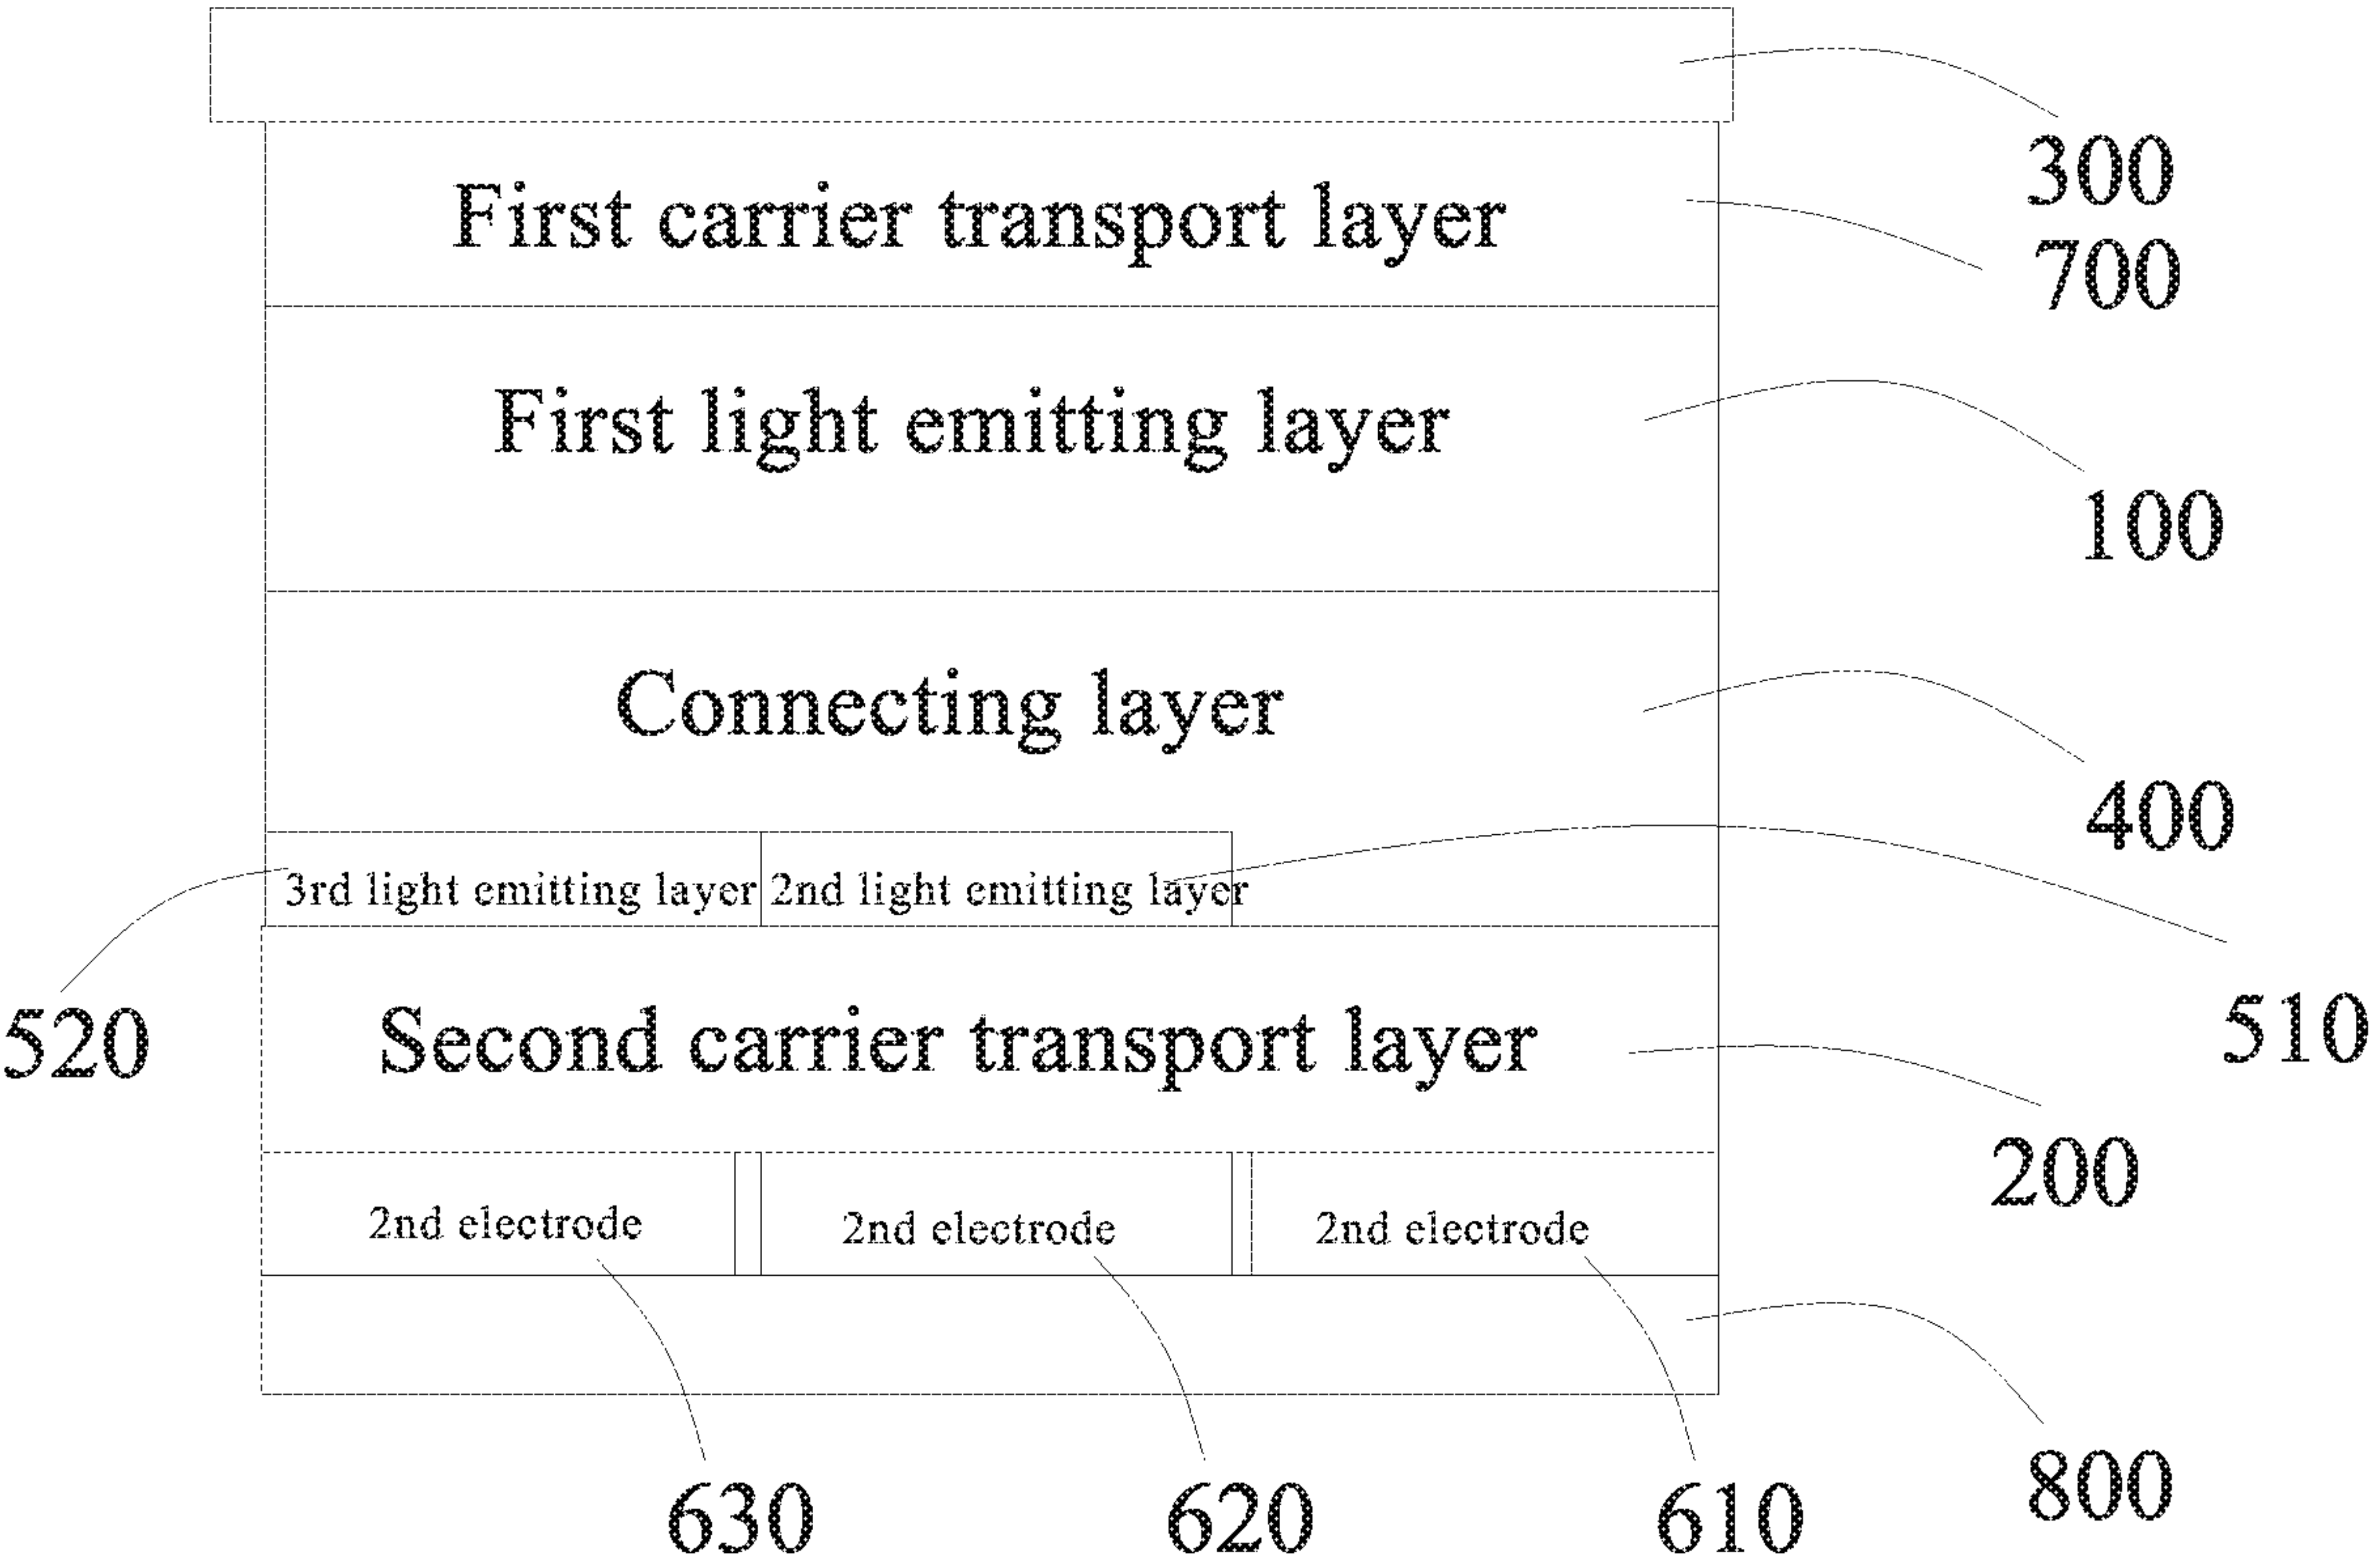 300
First carrier transport layer
700
First light emitting layer
100
Connecting layer
400
3rd light emitting layer
2nd light emitting layer
520
510
Second carrier transport layer
200
2nd electrode
2nd electrode
2nd electrode
630
620
610
800